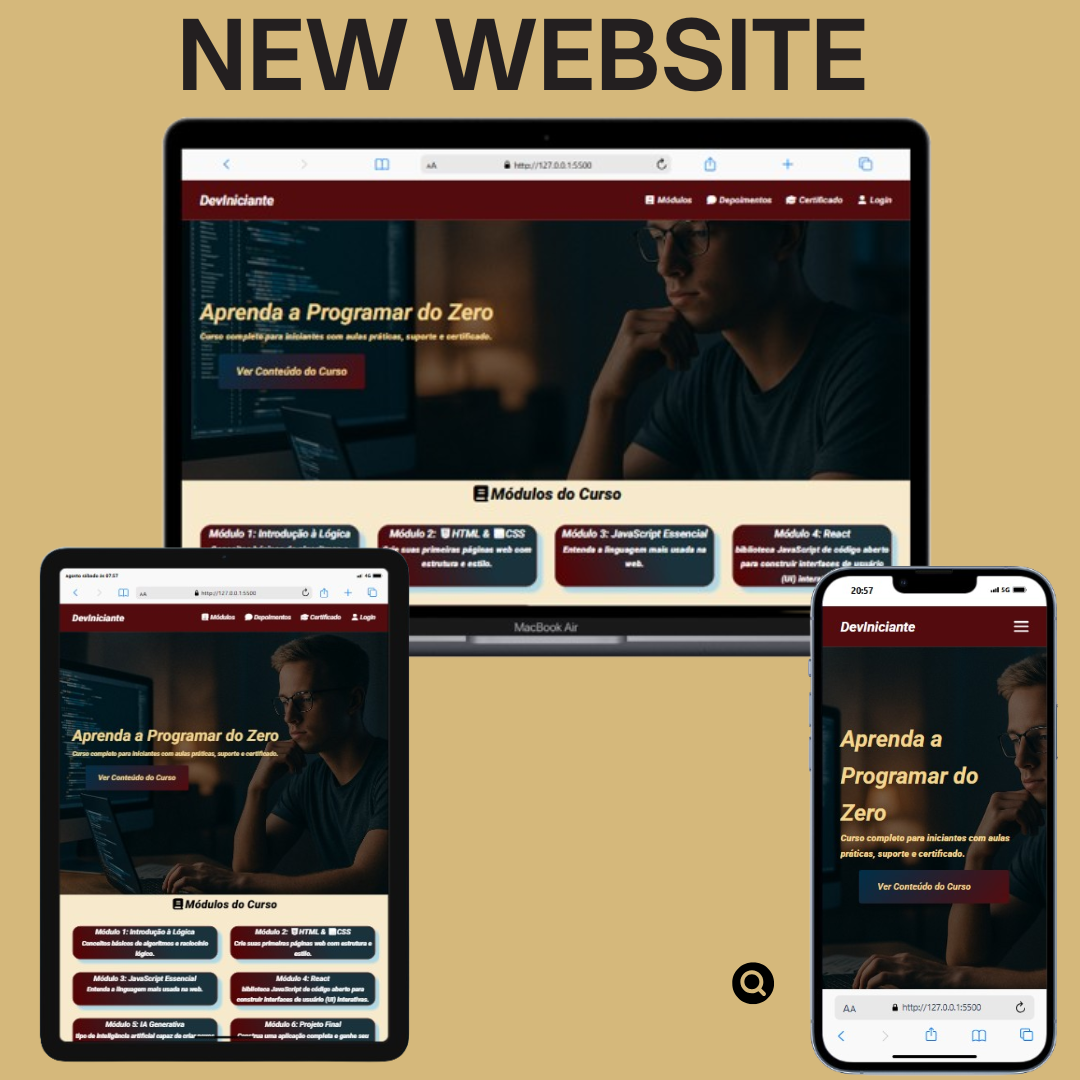 NEW WEBSITE
AA
http://127.0.0.1:5500
DevIniciante
Módulos
Depoimentos
Certificado
Login
Aprenda a Programar do Zero
Curso completo para iniciantes com aulas práticas, suporte e certificado.
Ver Conteúdo do Curso
Módulos do Curso
Módulo 1: Introdução à Lógica
Módulo 2: HTML & CSS
Crie suas primeiras páginas web com
estrutura e estilo.
Módulo 3: JavaScript Essencial
Entenda a linguagem mais usada na
web.
Módulo 4: React
biblioteca JavaScript de código aberto
para construir interfaces de usuário
(UI)
MacBook Air
agosto sábado às 07:57
4G
AA
http://127.0.0.1:5500
DevIniciante
Módulos
Depoimentos
Certificado
Login
Aprenda a Programar do Zero
Curso completo para iniciantes com aulas práticas, suporte e certificado.
Ver Conteúdo do Curso
Módulos do Curso
Módulo 1: Introdução à Lógica
Conceitos básicos de algoritmos e raciocínio
lógico.
Módulo 2: HTML & CSS
Crie suas primeiras páginas web com estrutura e
estilo.
Módulo 3: JavaScript Essencial
Entenda a linguagem mais usada na web.
Módulo 4: React
biblioteca JavaScript de código aberto para
construir interfaces de usuário (UI) interativas.
Módulo 5: IA Generativa
tipo de inteligência artificial capaz de criar
Módulo 6: Projeto Final
uma aplicação completa e ganhe seu
20:57
5G
DevIniciante
Aprenda a
Programar do
Zero
Curso completo para iniciantes com aulas
práticas, suporte e certificado.
Ver Conteúdo do Curso
AA
http://127.0.0.1:5500